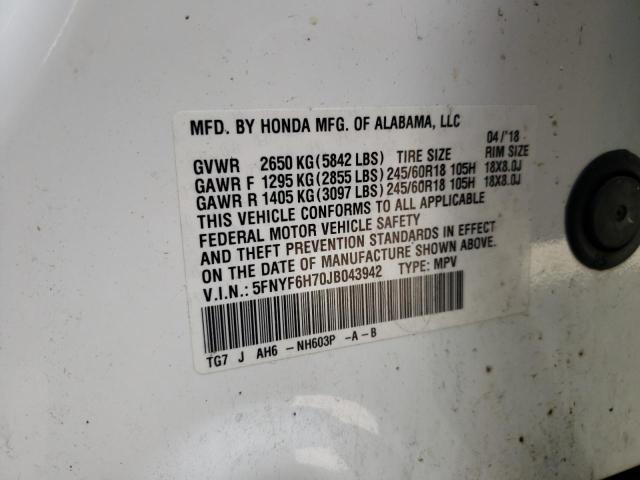 MFD. BY HONDA MFG. OF ALABAMA, LLC
04/'18
GVWR 2650 KG(5842 LBS) TIRE SIZE RIM SIZE
GAWR F 1295 KG(2855 LBS) 245/60R18 105H 18X8.0J
GAWR R 1405 KG(3097 LBS) 245/60R18 105H 18X8.0J
THIS VEHICLE CONFORMS TO ALL APPLICABLE
FEDERAL MOTOR VEHICLE SAFETY
AND THEFT PREVENTION STANDARDS IN EFFECT
ON THE DATE OF MANUFACTURE SHOWN ABOVE.
V.I.N.: 5FNYF6H70JB043942 TYPE: MPV
TG7 J AH6 -NH603P -A-B